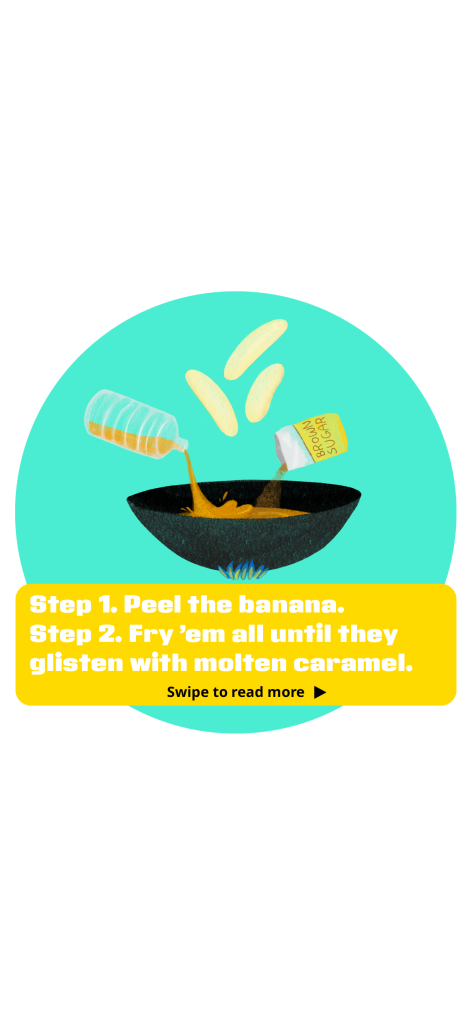 BROWN
SUGAR
Step 1. Peel the banana.
Step 2. Fry ’em all until they
glisten with molten caramel.
Swipe to read more ▶